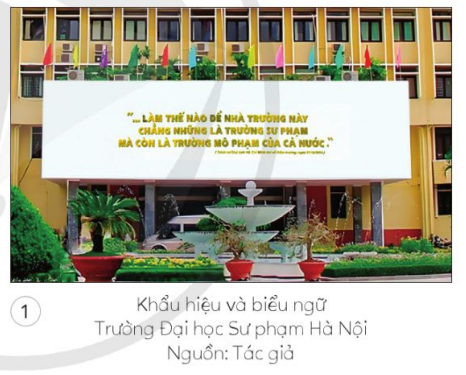 "... LÀM THẾ NÀO ĐỂ NHÀ TRƯỜNG NÀY
CHẲNG NHỮNG LÀ TRƯỜNG SƯ PHẠM
MÀ CÒN LÀ TRƯỜNG MÔ PHẠM CỦA CẢ NƯỚC."
1
Khẩu hiệu và biểu ngữ
Trường Đại học Sư phạm Hà Nội
Nguồn: Tác giả